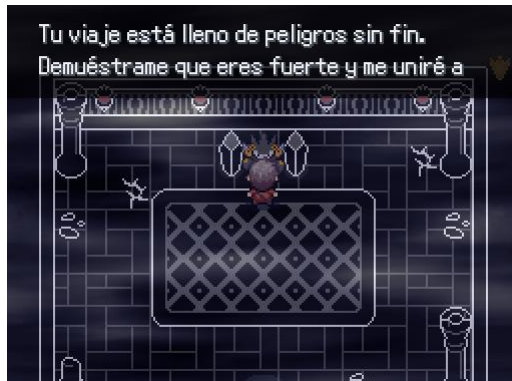 Tu viaje está lleno de peligros sin fin.
Demuéstrame que eres fuerte y me uniré a